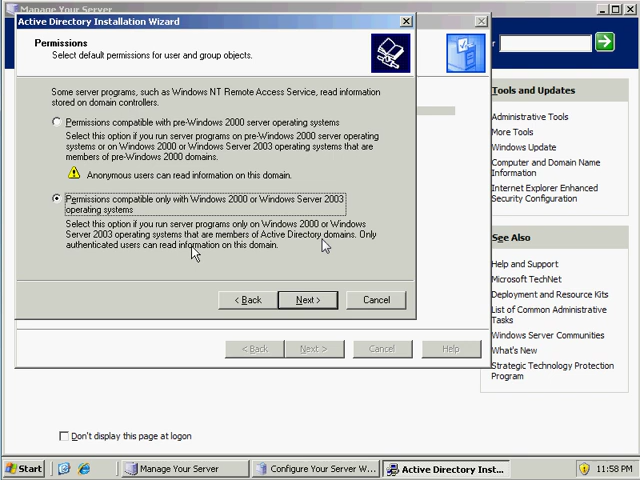 Manage Your Server
Active Directory Installation Wizard
Permissions
Select default permissions for user and group objects.
Some server programs, such as Windows NT Remote Access Service, read information
stored on domain controllers.
Permissions compatible with pre-Windows 2000 server operating systems
Select this option if you run server programs on pre-Windows 2000 server operating
systems or on Windows 2000 or Windows Server 2003 operating systems that are
members of pre-Windows 2000 domains.
Anonymous users can read information on this domain.
Permissions compatible only with Windows 2000 or Windows Server 2003
operating systems
Select this option if you run server programs only on Windows 2000 or Windows
Server 2003 operating systems that are members of Active Directory domains. Only
authenticated users can read information on this domain.
< Back
Next >
Cancel
< Back
Next >
Cancel
Help
Don't display this page at logon
r
Tools and Updates
Administrative Tools
More Tools
Windows Update
Computer and Domain Name
Information
Internet Explorer Enhanced
Security Configuration
See Also
Help and Support
Microsoft TechNet
Deployment and Resource Kits
List of Common Administrative
Tasks
Windows Server Communities
What's New
Strategic Technology Protection
Program
Start
Manage Your Server
Configure Your Server W...
Active Directory Inst...
11:58 PM